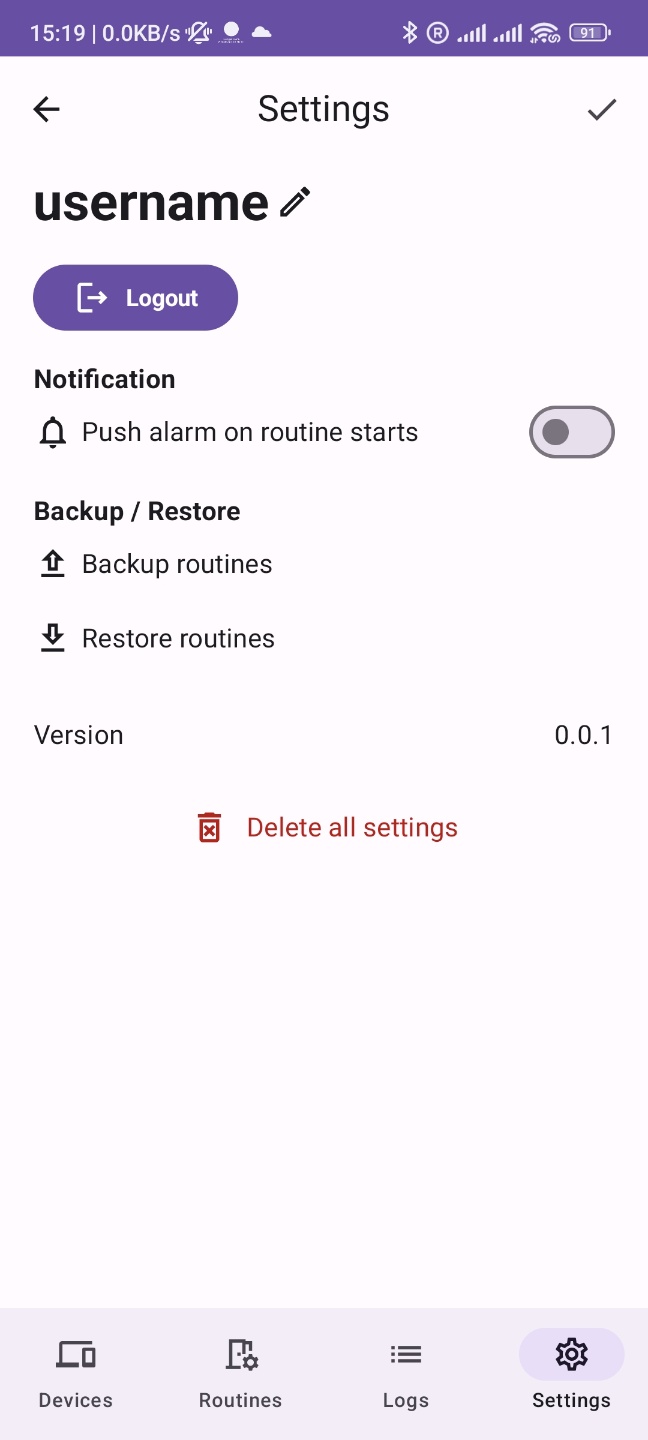 15:19 | 0.0KB/s 91
Settings
username
Logout
Notification
Push alarm on routine starts
Backup / Restore
Backup routines
Restore routines
Version 0.0.1
Delete all settings
Devices Routines Logs Settings